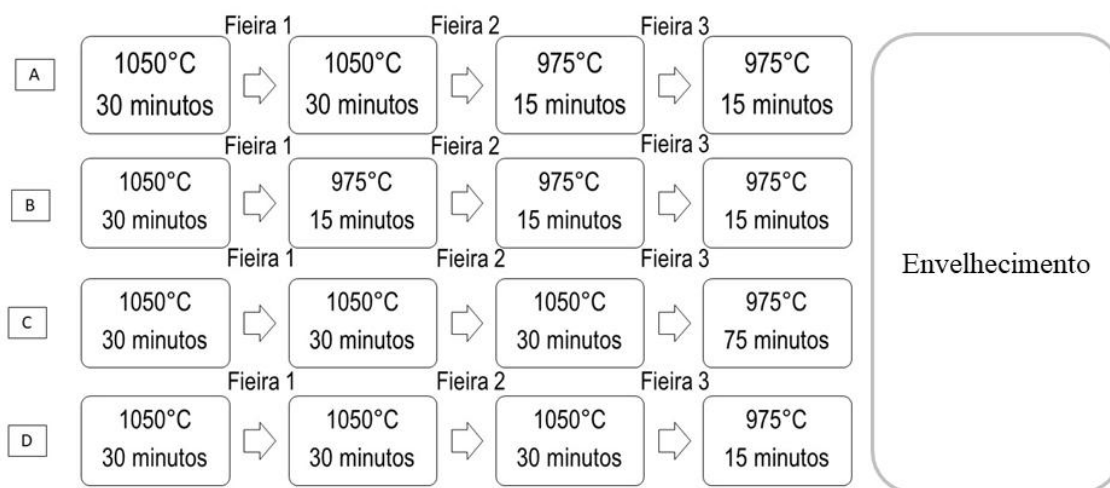 Fieira 1 Fieira 2 Fieira 3
A
1050°C 1050°C 975°C 975°C
30 minutos 30 minutos 15 minutos 15 minutos
Fieira 1 Fieira 2 Fieira 3
B
1050°C 975°C 975°C 975°C
30 minutos 15 minutos 15 minutos 15 minutos
Fieira 1 Fieira 2 Fieira 3
C
1050°C 1050°C 1050°C 975°C
30 minutos 30 minutos 30 minutos 75 minutos
Fieira 1 Fieira 2 Fieira 3
D
1050°C 1050°C 1050°C 975°C
30 minutos 30 minutos 30 minutos 15 minutos
Envelhecimento